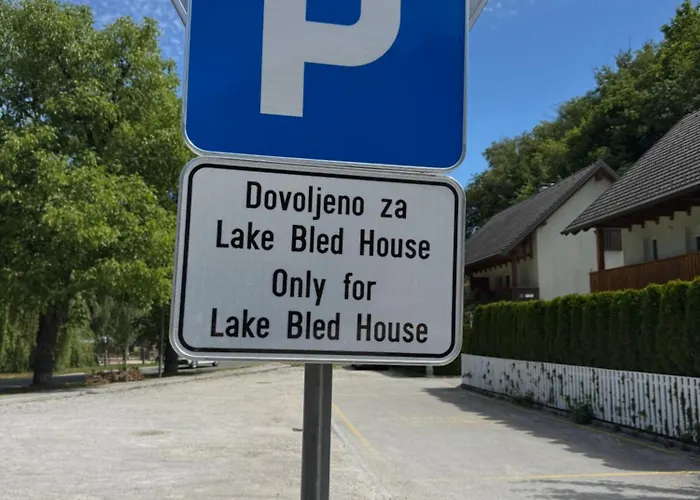 P
Dovoljeno za
Lake Bled House
Only for
Lake Bled House